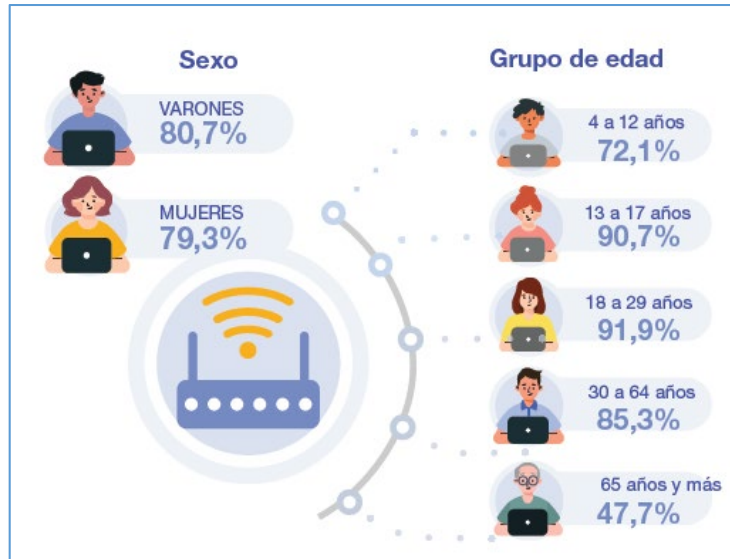 Sexo
VARONES
80,7%
MUJERES
79,3%
Grupo de edad
4 a 12 años
72,1%
13 a 17 años
90,7%
18 a 29 años
91,9%
30 a 64 años
85,3%
65 años y más
47,7%